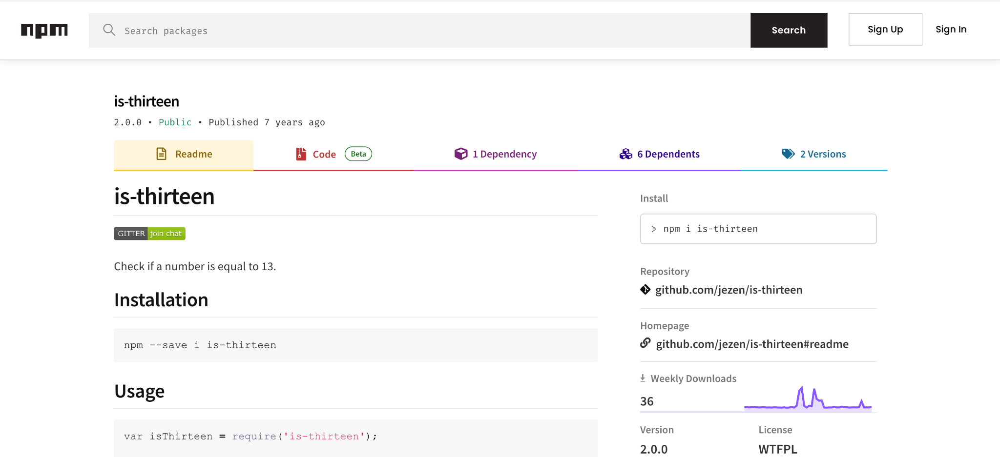 npm
Search packages
Search
Sign Up
Sign In
is-thirteen
2.0.0 • Public • Published 7 years ago
Readme
Code Beta
1 Dependency
6 Dependents
2 Versions
is-thirteen
GITTER join chat
Check if a number is equal to 13.
Installation
npm --save i is-thirteen
Usage
var isThirteen = require('is-thirteen');
Install
> npm i is-thirteen
Repository
github.com/jezen/is-thirteen
Homepage
github.com/jezen/is-thirteen#readme
Weekly Downloads
36
Version
2.0.0
License
WTFPL